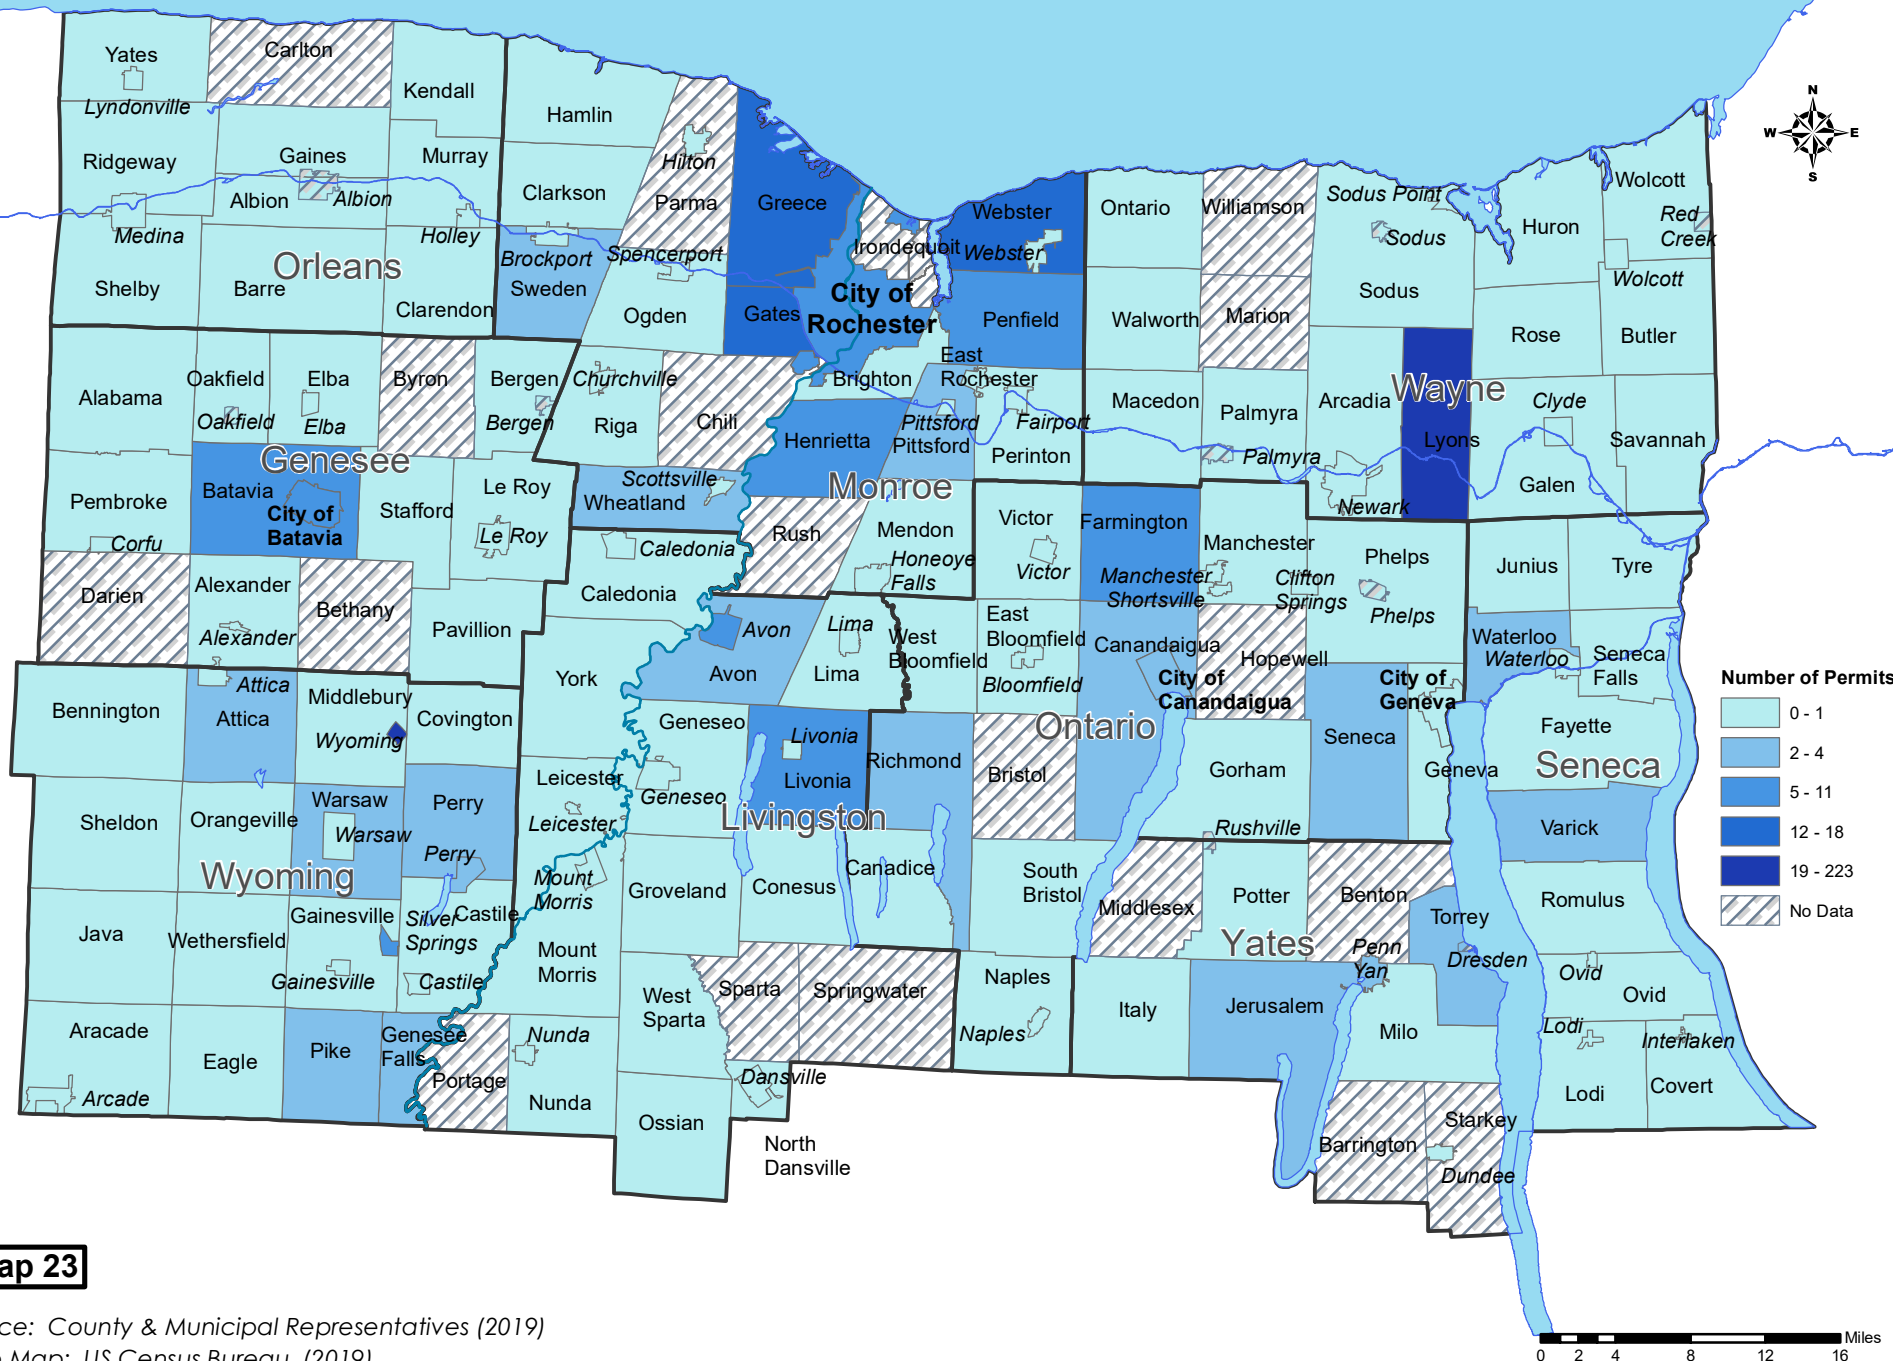 Yates
Carlton
Kendall
Lyndonville
Hamlin
Hilton
Parma
Ridgeway
Gaines
Murray
Clarkson
Albion
Albion
Greece
Webster
Webster
Irondequoit
Ontario
Williamson
Sodus Point
Sodus
Sodus
Huron
Wolcott
Red
Creek
Wolcott
Medina
Holley
Brockport
Sweden
Spencerport
Orleans
Shelby
Barre
Clarendon
Ogden
Gates
City of
Rochester
Penfield
Walworth
Marion
Rose
Butler
Alabama
Oakfield
Oakfield
Elba
Elba
Byron
Bergen
Bergen
Churchville
Riga
Chili
Brighton
East
Rochester
Henrietta
Pittsford
Pittsford
Fairport
Perinton
Macedon
Palmyra
Palmyra
Arcadia
Wayne
Lyons
Clyde
Savannah
Galen
Newark
Genesee
Pembroke
Batavia
City of
Batavia
Stafford
Le Roy
Le Roy
Scottsville
Wheatland
Monroe
Rush
Mendon
Honeoye
Falls
Victor
Victor
Farmington
Manchester
Manchester
Shortsville
Clifton
Springs
Phelps
Phelps
Junius
Tyre
Corfu
Darien
Alexander
Alexander
Bethany
Pavillion
Caledonia
Caledonia
Avon
Avon
Lima
Lima
West
Bloomfield
East
Bloomfield
Bloomfield
Canandaigua
Hopewell
City of
Canandaigua
City of
Geneva
Waterloo
Waterloo
Seneca
Falls
Bennington
Attica
Attica
Middlebury
Wyoming
Covington
York
Geneseo
Geneseo
Livonia
Livonia
Richmond
Bristol
Ontario
Gorham
Seneca
Geneva
Fayette
Seneca
Sheldon
Orangeville
Warsaw
Warsaw
Perry
Perry
Leicester
Leicester
Livingston
Rushville
Varick
Wyoming
Mount
Morris
Groveland
Conesus
Canadice
South
Bristol
Middlesex
Potter
Benton
Torrey
Romulus
Java
Wethersfield
Gainesville
Gainesville
Silver
Springs
Castile
Castile
Mount
Morris
Yates
Penn
Yan
Dresden
Ovid
Ovid
Sparta
Springwater
Naples
Naples
West
Sparta
Italy
Jerusalem
Milo
Lodi
Interlaken
Lodi
Covert
Aracade
Arcade
Eagle
Pike
Genesee
Falls
Portage
Nunda
Nunda
Dansville
Ossian
North
Dansville
Barrington
Starkey
Dundee
N
W
E
S
Number of Permits
0 - 1
2 - 4
5 - 11
12 - 18
19 - 223
No Data
ap 23
ce: County & Municipal Representatives (2019)
Map: US Census Bureau (2019)
Miles
0 2 4 8 12 16